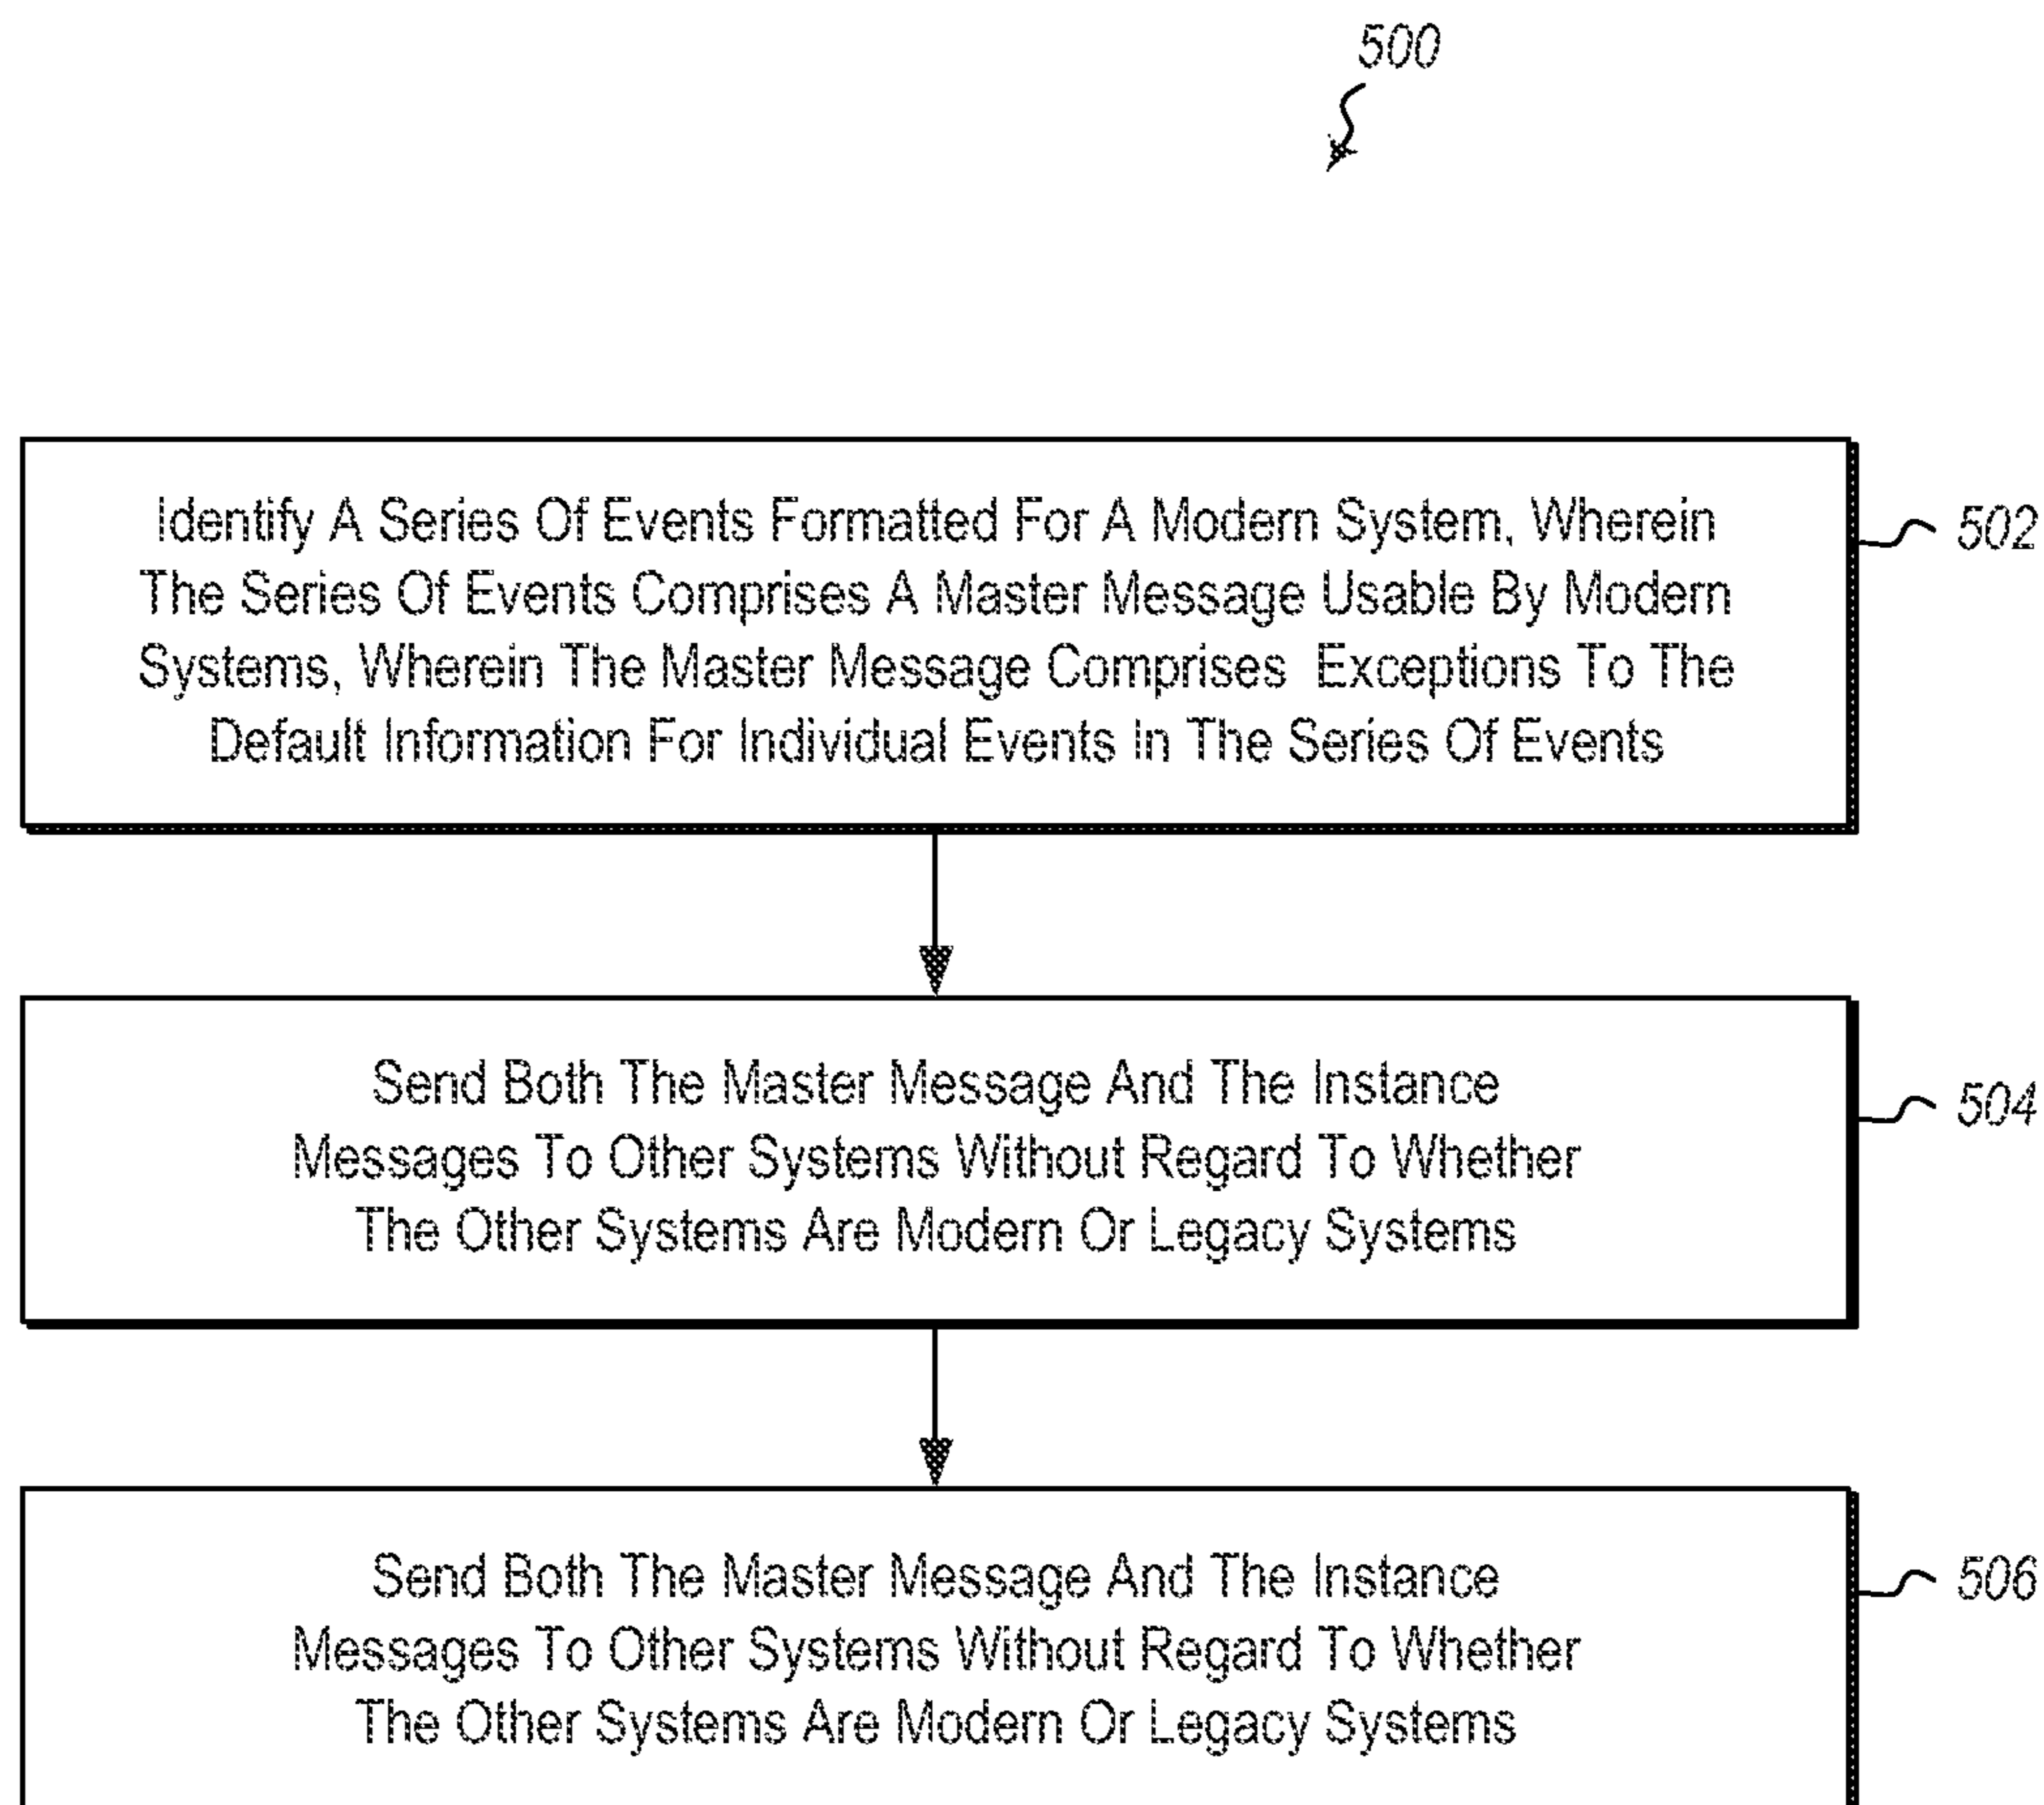 500
Identify A Series Of Events Formatted For A Modern System, Wherein
The Series Of Events Comprises A Master Message Usable By Modern
Systems, Wherein The Master Message Comprises Exceptions To The
Default Information For Individual Events In The Series Of Events
502
Send Both The Master Message And The Instance
Messages To Other Systems Without Regard To Whether
The Other Systems Are Modern Or Legacy Systems
504
Send Both The Master Message And The Instance
Messages To Other Systems Without Regard To Whether
The Other Systems Are Modern Or Legacy Systems
506